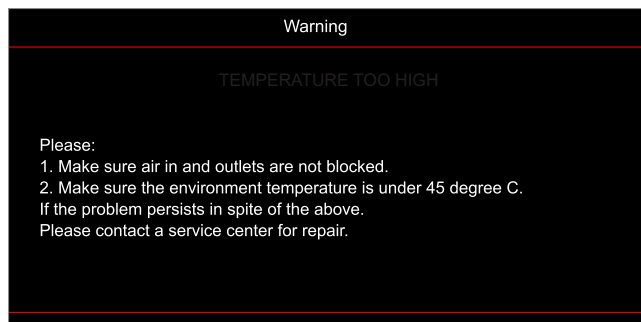 Warning
TEMPERATURE TOO HIGH
Please:
1. Make sure air in and outlets are not blocked.
2. Make sure the environment temperature is under 45 degree C.
If the problem persists in spite of the above.
Please contact a service center for repair.